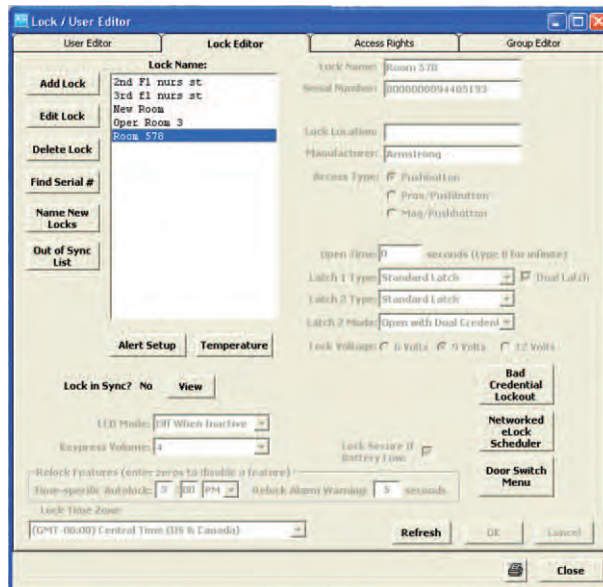 Lock / User Editor
User Editor
Lock Editor
Access Rights
Group Editor
Lock Name:
Add Lock
Edit Lock
Delete Lock
Find Serial #
Name New
Locks
Out of Sync
List
2nd Fl nurs st
3rd fl nurs st
New Room
Oper Room 3
Room 578
Alert Setup
Temperature
Lock in Sync? No
View
Lock Name: Room 578
Serial Number: 0000000094405193
Lock Location:
Manufacturer: Armstrong
Access Type: Pushbutton
Prox/Pushbutton
Mag/Pushbutton
Open Time: 0 seconds (type 0 for infinite)
Latch 1 Type: Standard Latch Dual Latch
Latch 2 Type: Standard Latch
Latch 2 Mode: Open with Dual Credent
Lock Voltage: 6 Volts 9 Volts 12 Volts
Bad
Credential
Lockout
Networked
eLock
Scheduler
Door Switch
Menu
LED Mode: Off When Inactive
Keypress Volume: 4
Lock Secure If
Battery Low:
Relock Features (enter zeros to disable a feature)
Time-specific Autolock: : 00 PM Relock Alarm Warning: 5 seconds
Lock Time Zone
(GMT-06:00) Central Time (US & Canada)
Refresh
OK
Cancel
Close